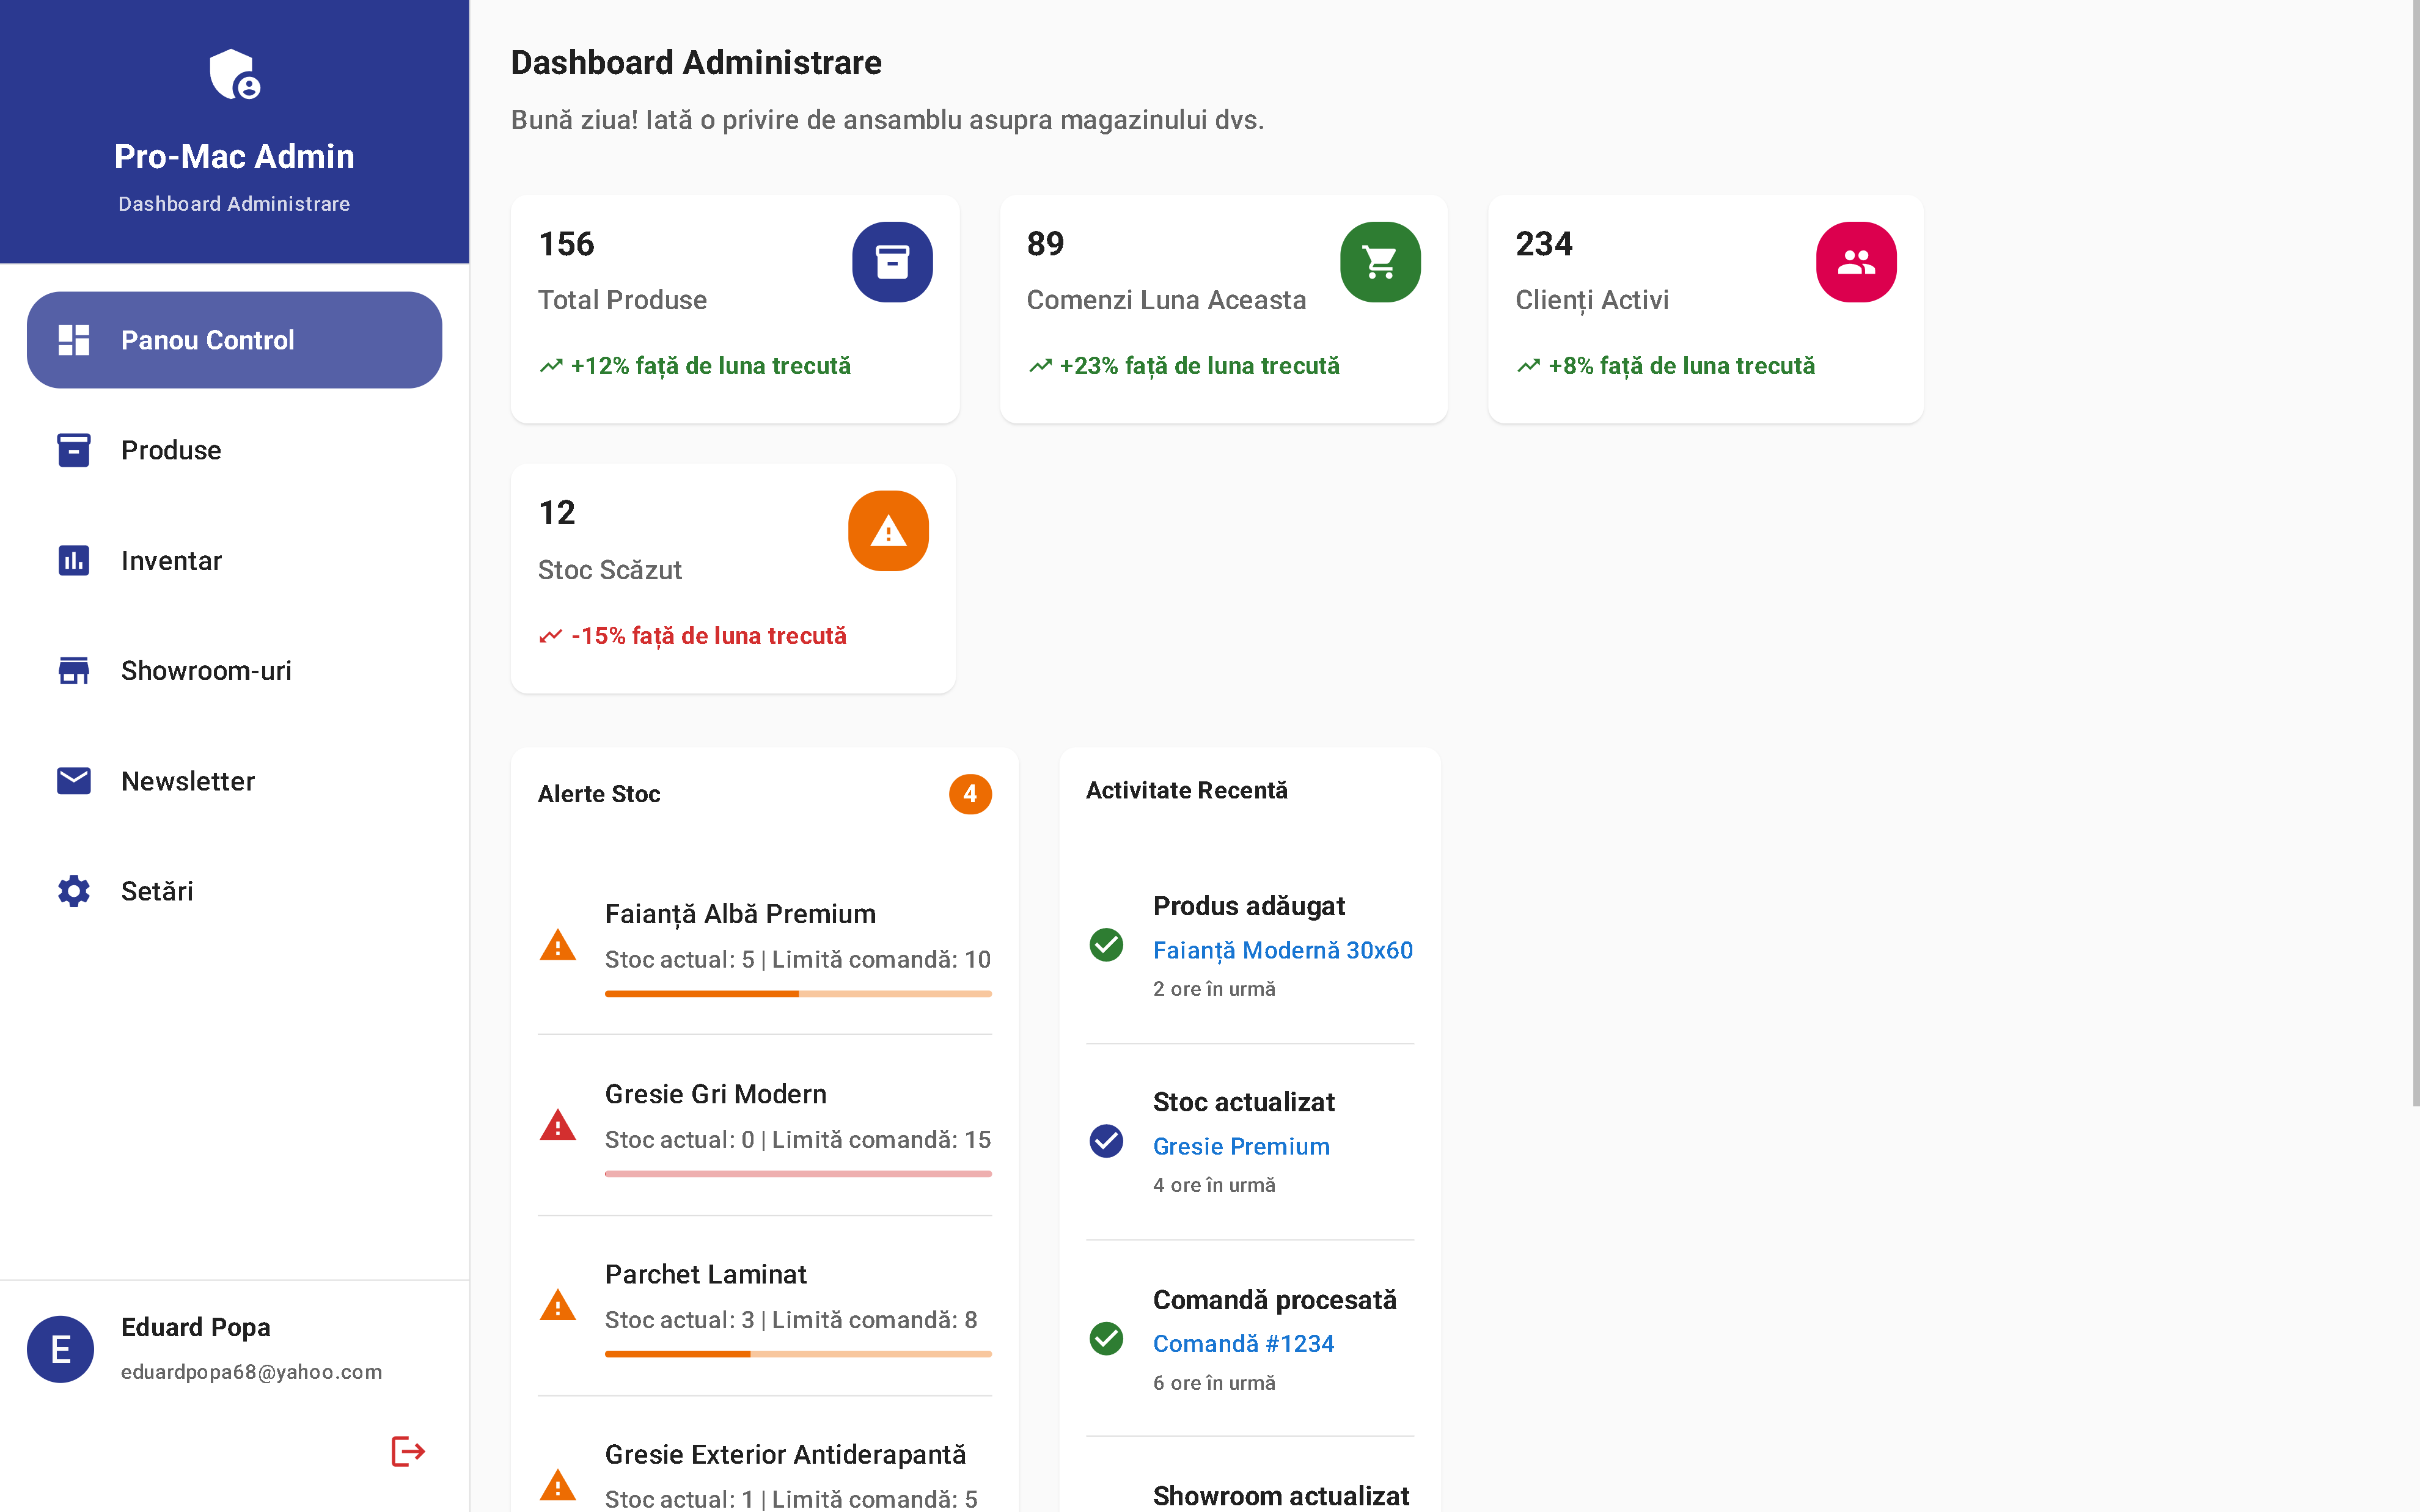 Pro-Mac Admin
Dashboard Administrare
Panou Control
Produse
Inventar
Showroom-uri
Newsletter
Setări
E
Eduard Popa
eduardpopa68@yahoo.com
Dashboard Administrare
Bună ziua! Iată o privire de ansamblu asupra magazinului dvs.
156
Total Produse
+12% față de luna trecută
89
Comenzi Luna Aceasta
+23% față de luna trecută
234
Clienți Activi
+8% față de luna trecută
12
Stoc Scăzut
-15% față de luna trecută
Alerte Stoc
4
Faianță Albă Premium
Stoc actual: 5 | Limită comandă: 10
Gresie Gri Modern
Stoc actual: 0 | Limită comandă: 15
Parchet Laminat
Stoc actual: 3 | Limită comandă: 8
Gresie Exterior Antiderapantă
Stoc actual: 1 | Limită comandă: 5
Activitate Recentă
Produs adăugat
Faianță Modernă 30x60
2 ore în urmă
Stoc actualizat
Gresie Premium
4 ore în urmă
Comandă procesată
Comandă #1234
6 ore în urmă
Showroom actualizat